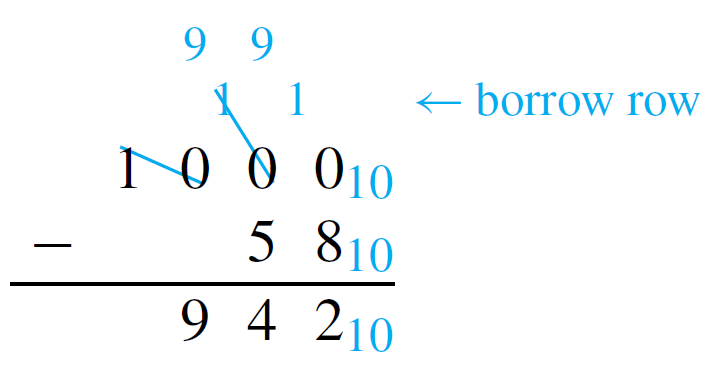 9 9
1 1 ← borrow row
1 0 0 0₁₀
− 5 8₁₀
9 4 2₁₀